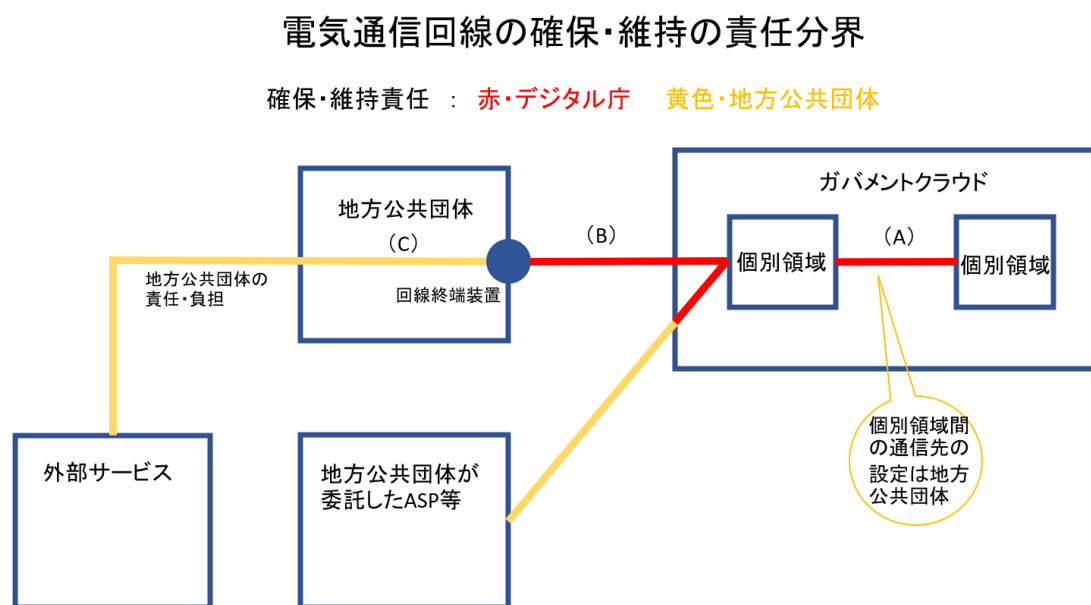 電気通信回線の確保・維持の責任分界
確保・維持責任 ： 赤・デジタル庁 黄色・地方公共団体
ガバメントクラウド
地方公共団体
（C）
（B）
（A）
個別領域
個別領域
地方公共団体の
責任・負担
回線終端装置
個別領域間
の通信先の
設定は地方
公共団体
外部サービス
地方公共団体が
委託したASP等